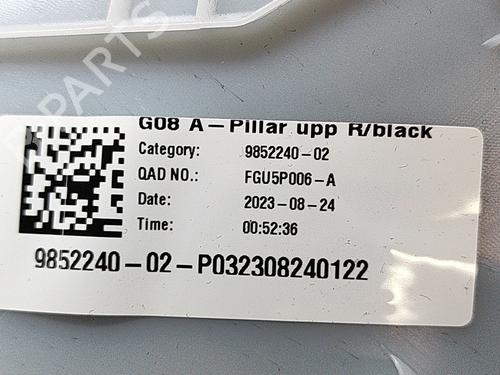 G08 A-Pillar upp R/black
Category: 9852240-02
QAD NO.: FGU5P006-A
Date: 2023-08-24
Time: 00:52:36
9852240-02-P032308240122
PARTS